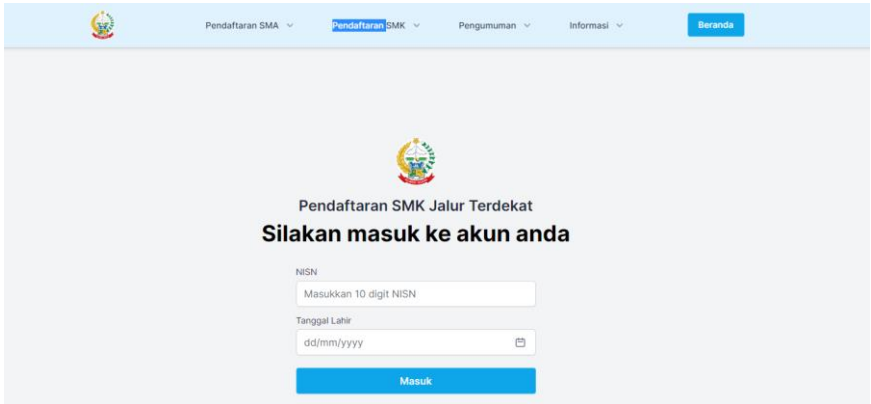 Pendaftaran SMA Pendaftaran SMK Pengumuman Informasi Beranda
Pendaftaran SMK Jalur Terdekat
Silakan masuk ke akun anda
NISN
Masukkan 10 digit NISN
Tanggal Lahir
dd/mm/yyyy
Masuk